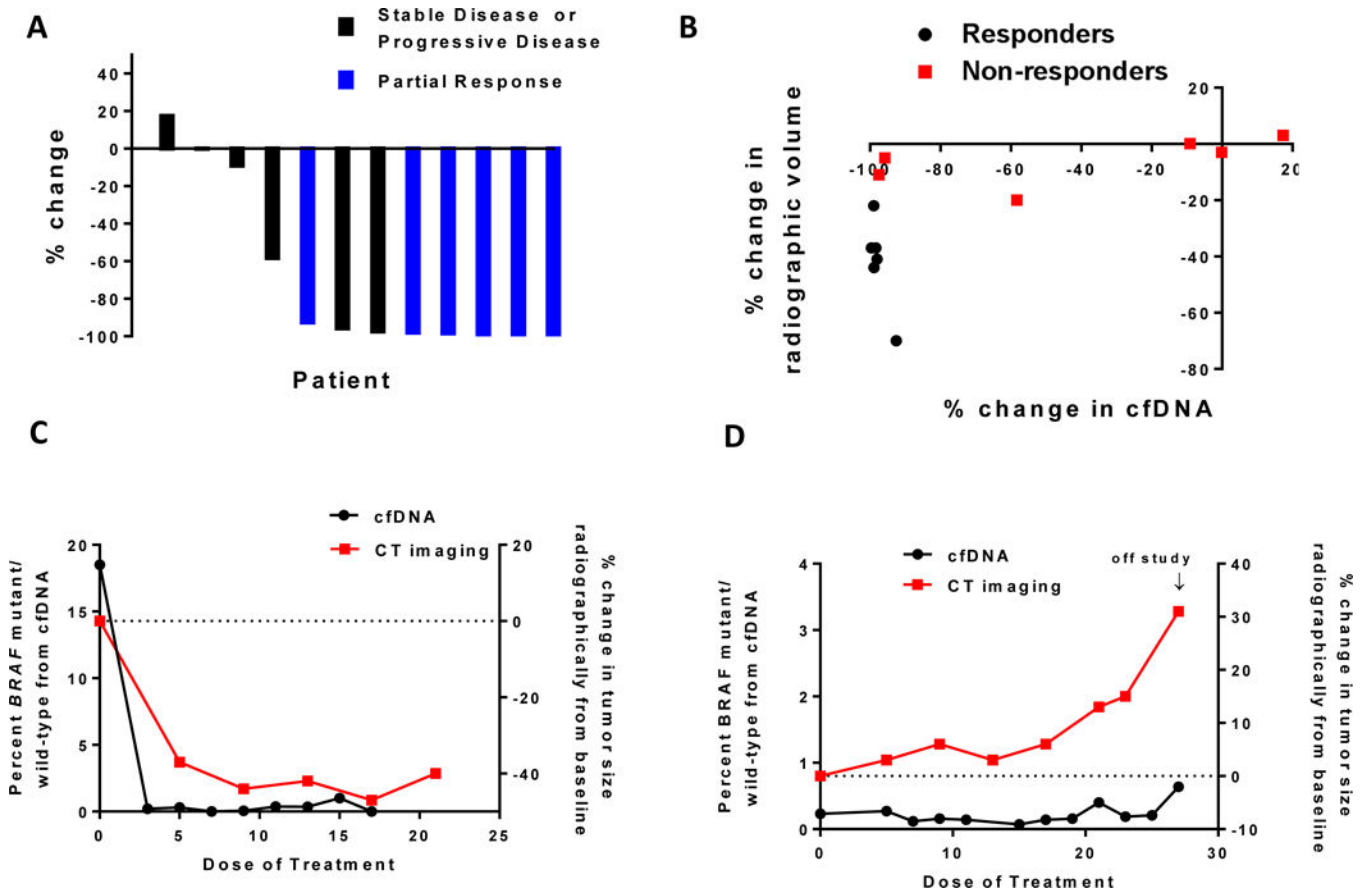 A
Stable Disease or
Progressive Disease
Partial Response
% change
40
20
0
-20
-40
-60
-80
-100
Patient
B
Responders
Non-responders
% change in
radiographic volume
20
-100 -80 -60 -40 -20 20
-20
-40
-60
-80
% change in cfDNA
C
cfDNA
CT imaging
Percent BRAF mutant/
wild-type from cfDNA
20
15
10
5
0
0 5 10 15 20 25
Dose of Treatment
20
0
-20
-40
% change in tumor size
radiographically from baseline
D
cfDNA
CT imaging
off study
Percent BRAF mutant/
wild-type from cfDNA
4
3
2
1
0
0 10 20 30
Dose of Treatment
40
30
20
10
0
-10
% change in tumor size
radiographically from baseline